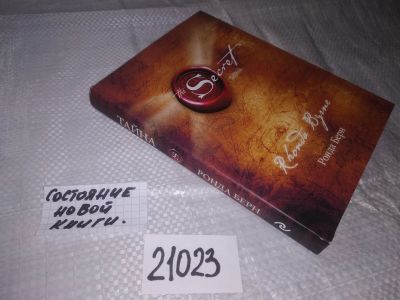 The Secret
Rhonda Byrne
Ронда Берн
ТАЙНА
РОНДА БЕРН
СОСТОЯНИЕ
НОВОЙ
КНИГИ.
21023